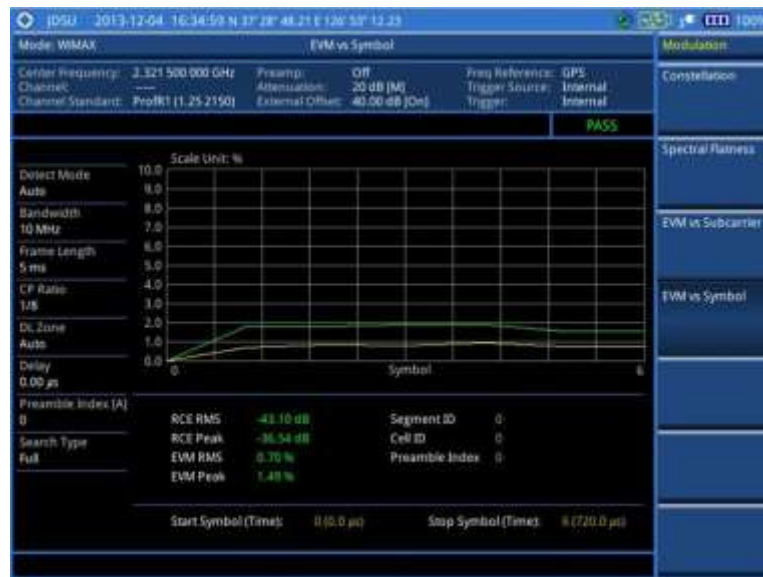 JDSU 2013-12-04 16:34:59 N 37° 28' 48.21 E 126° 53' 12.23 100%
Mode: WIMAX
EVM vs Symbol
Modulation
Center Frequency: 2.321 500 000 GHz
Preamp: Off
Freq Reference: GPS
Channel: ----
Attenuation: 20 dB [M]
Trigger Source: Internal
Channel Standard: ProfR1 (1.25 2150)
External Offset: 40.00 dB [On]
Trigger: Internal
PASS
Constellation
Spectral Flatness
EVM vs Subcarrier
EVM vs Symbol
Detect Mode
Auto
Bandwidth
10 MHz
Frame Length
5 ms
CP Ratio
1/8
DL Zone
Auto
Delay
0.00 µs
Preamble Index [A]
0
Search Type
Full
Scale Unit: %
10.0
9.0
8.0
7.0
6.0
5.0
4.0
3.0
2.0
1.0
0.0
0
Symbol
6
RCE RMS -43.10 dB
Segment ID 0
RCE Peak -36.54 dB
Cell ID 0
EVM RMS 0.70 %
Preamble Index 0
EVM Peak 1.49 %
Start Symbol (Time): 0 (0.0 µs)
Stop Symbol (Time): 6 (720.0 µs)